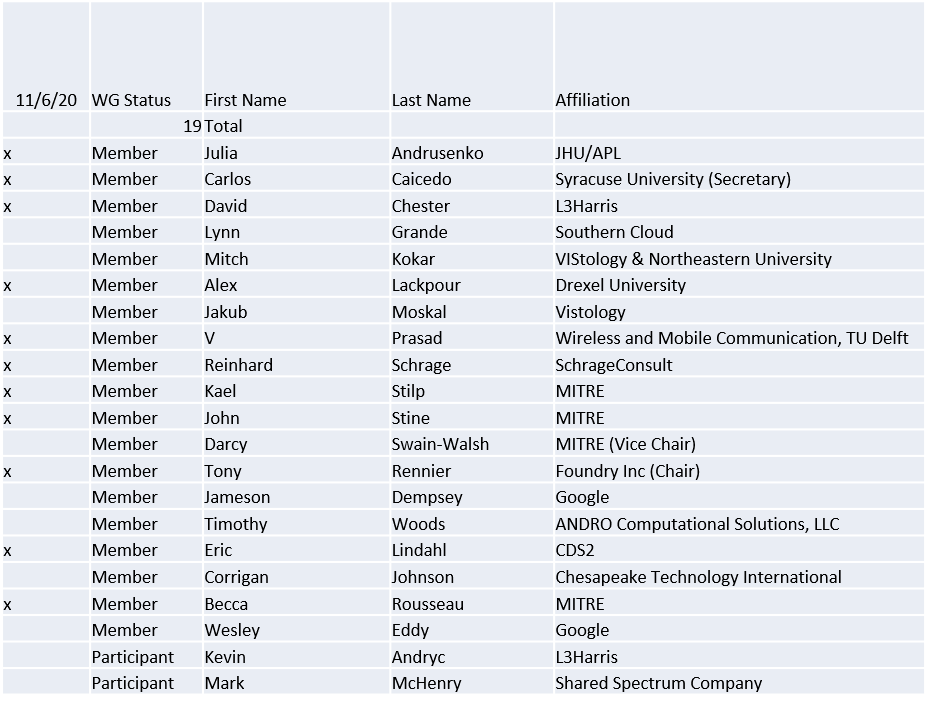 11/6/20 WG Status First Name Last Name Affiliation
19 Total
x Member Julia Andrusenko JHU/APL
x Member Carlos Caicedo Syracuse University (Secretary)
x Member David Chester L3Harris
Member Lynn Grande Southern Cloud
Member Mitch Kokar VIStology & Northeastern University
x Member Alex Lackpour Drexel University
Member Jakub Moskal Vistology
x Member V Prasad Wireless and Mobile Communication, TU Delft
x Member Reinhard Schrage SchrageConsult
x Member Kael Stilp MITRE
x Member John Stine MITRE
Member Darcy Swain-Walsh MITRE (Vice Chair)
x Member Tony Rennier Foundry Inc (Chair)
Member Jameson Dempsey Google
Member Timothy Woods ANDRO Computational Solutions, LLC
x Member Eric Lindahl CDS2
Member Corrigan Johnson Chesapeake Technology International
x Member Becca Rousseau MITRE
Member Wesley Eddy Google
Participant Kevin Andryc L3Harris
Participant Mark McHenry Shared Spectrum Company